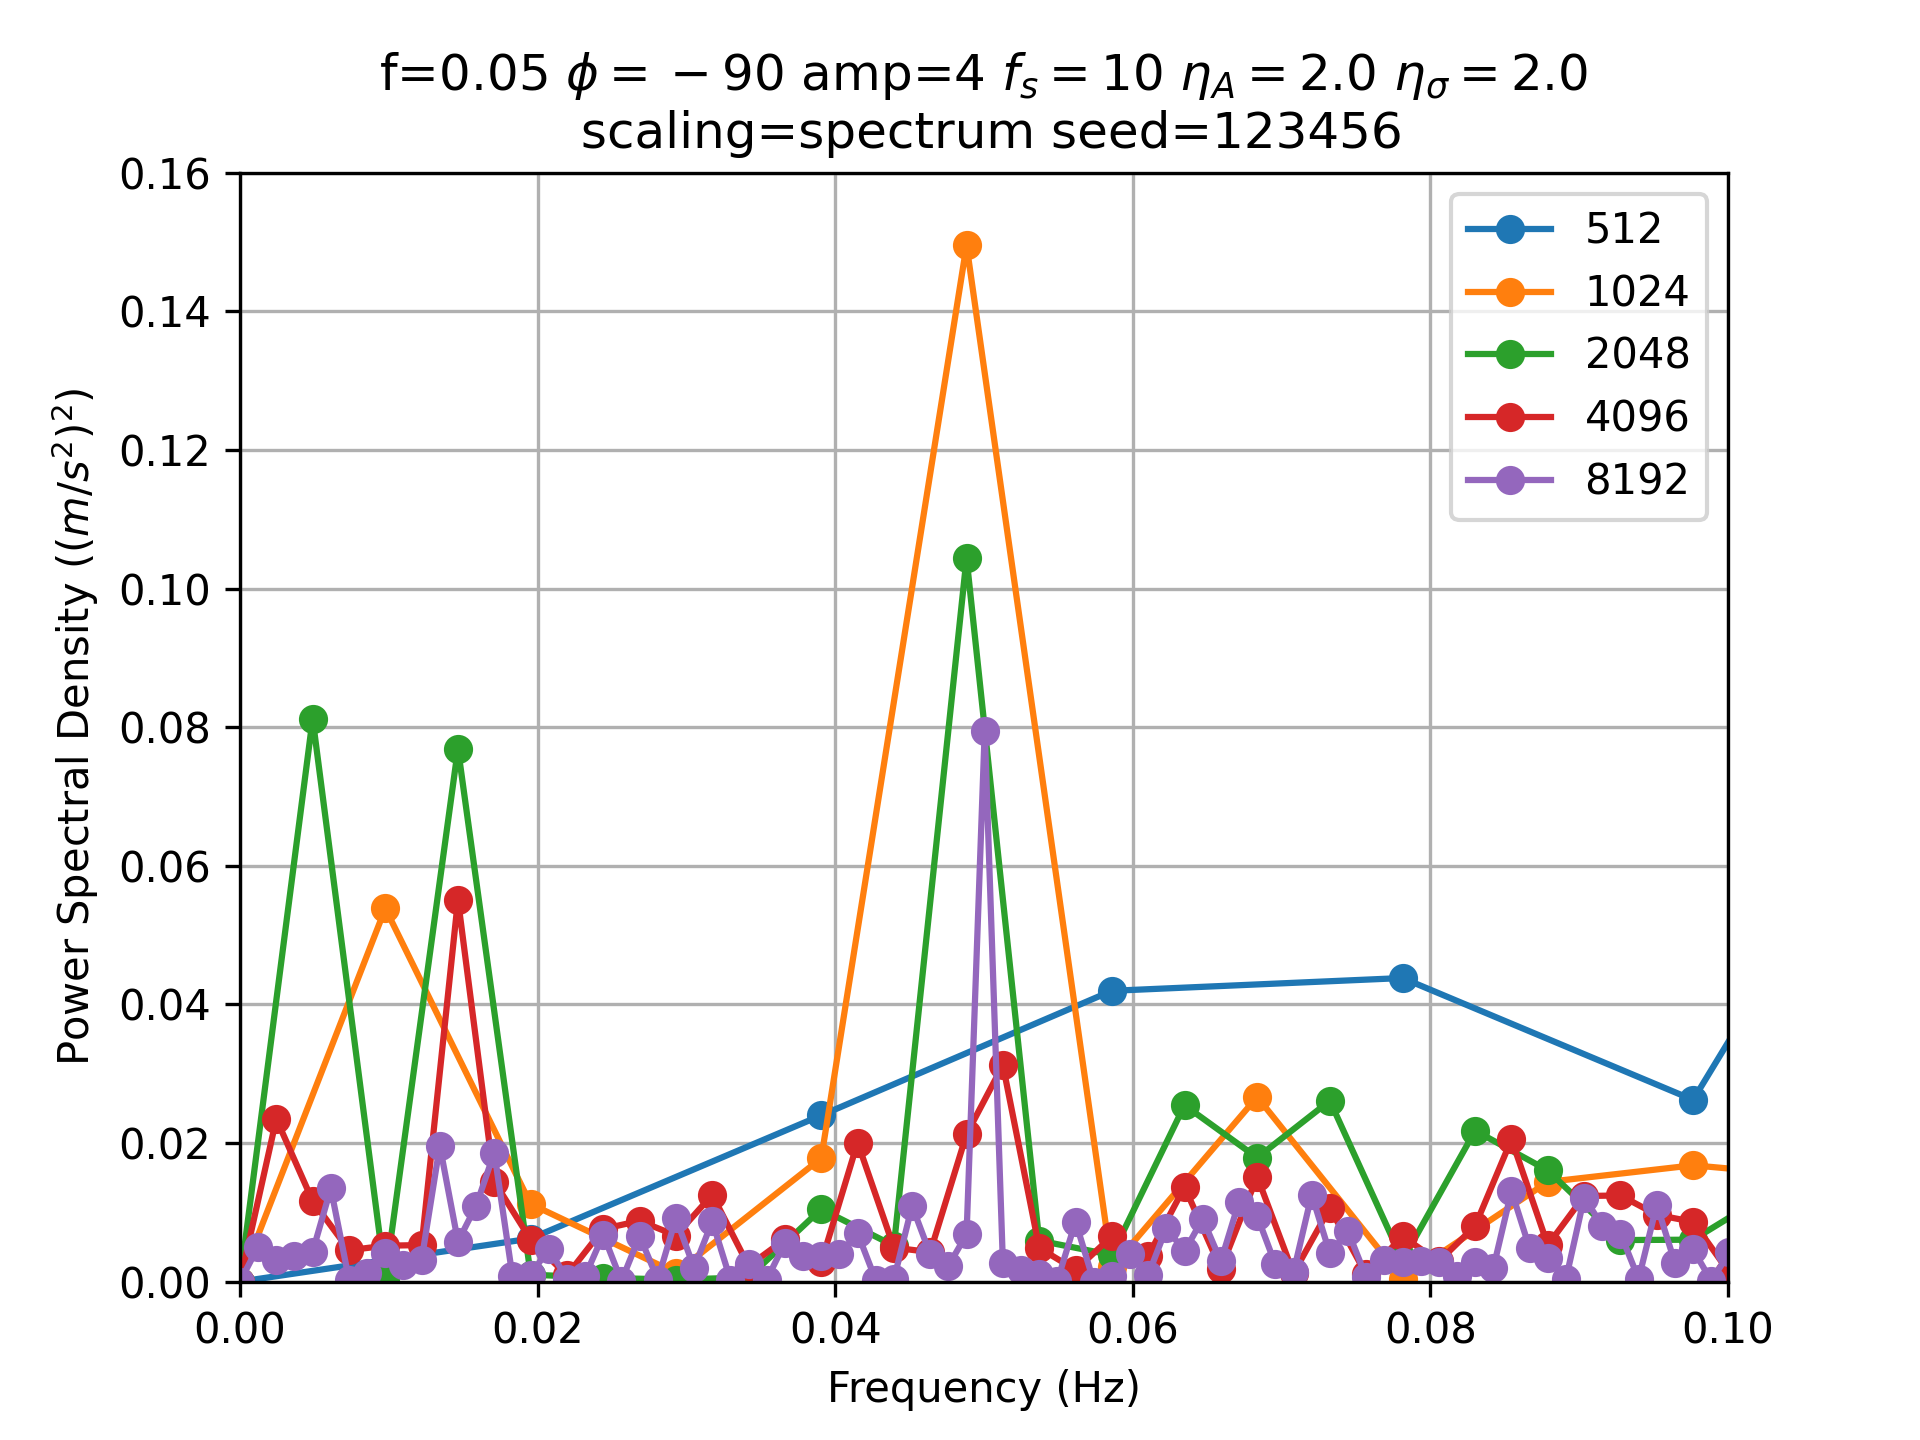 f=0.05 ϕ = −90 amp=4 fₛ = 10 η_A = 2.0 η_σ = 2.0
scaling=spectrum seed=123456
Power Spectral Density ((m/s²)²)
0.16
0.14
0.12
0.10
0.08
0.06
0.04
0.02
0.00
512
1024
2048
4096
8192
0.00 0.02 0.04 0.06 0.08 0.10
Frequency (Hz)